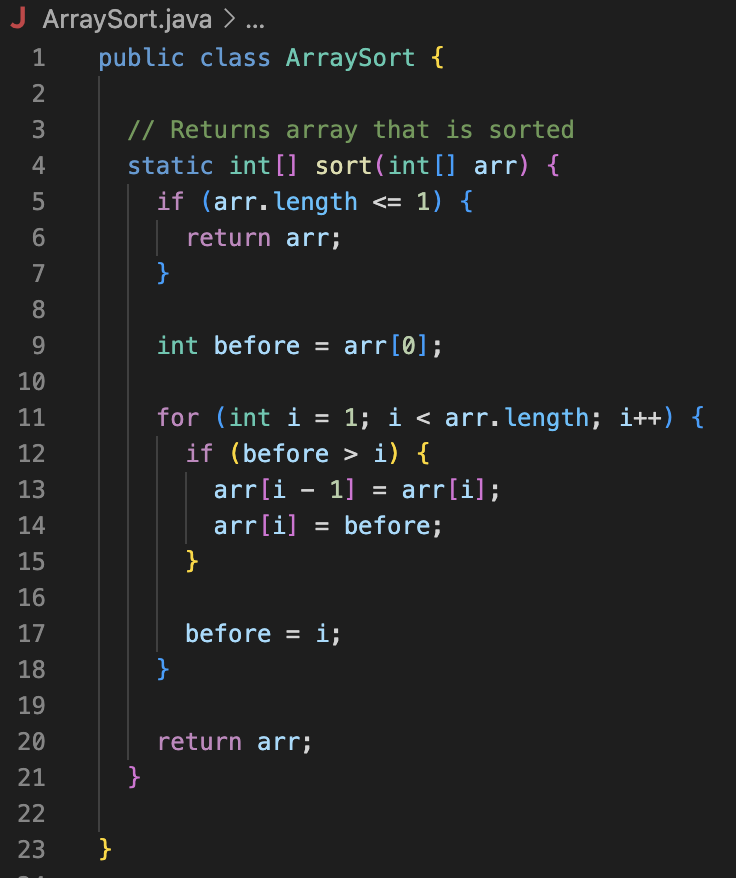 ArraySort.java > ...
1 public class ArraySort {
2
3 // Returns array that is sorted
4 static int[] sort(int[] arr) {
5 if (arr.length <= 1) {
6 return arr;
7 }
8
9 int before = arr[0];
10
11 for (int i = 1; i < arr.length; i++) {
12 if (before > i) {
13 arr[i - 1] = arr[i];
14 arr[i] = before;
15 }
16
17 before = i;
18 }
19
20 return arr;
21 }
22
23 }